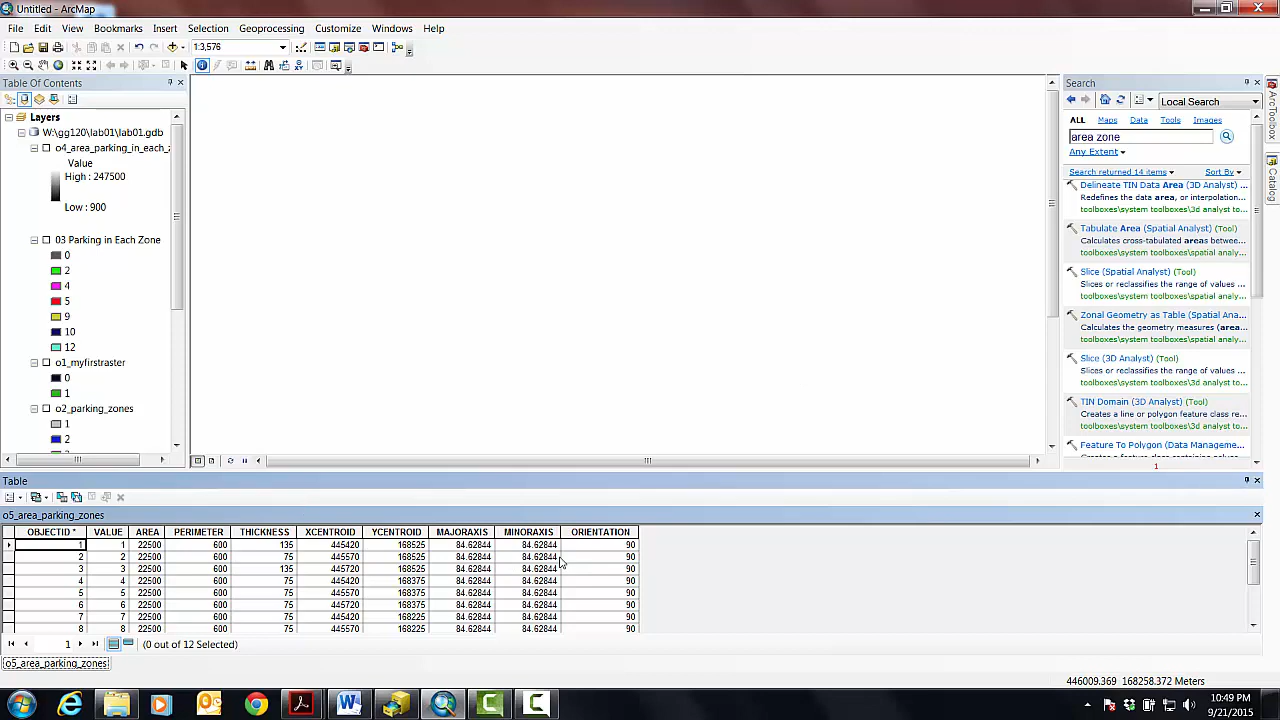 Untitled - ArcMap
File Edit View Bookmarks Insert Selection Geoprocessing Customize Windows Help
1:3,576
Table Of Contents
Layers
W:\gg120\lab01\lab01.gdb
o4_area_parking_in_each_z
Value
High : 247500
Low : 900
03 Parking in Each Zone
0
2
4
5
9
10
12
o1_myfirstraster
0
1
o2_parking_zones
1
2
Search
Local Search
ALL Maps Data Tools Images
area zone
Any Extent
Search returned 14 items Sort By
Delineate TIN Data Area (3D Analyst) ...
Redefines the data area, or interpolation...
toolboxes\system toolboxes\3d analyst to...
Tabulate Area (Spatial Analyst) (Tool)
Calculates cross-tabulated areas betwee...
toolboxes\system toolboxes\spatial analy...
Slice (Spatial Analyst) (Tool)
Slices or reclassifies the range of values ...
toolboxes\system toolboxes\spatial analy...
Zonal Geometry as Table (Spatial Ana...
Calculates the geometry measures (area...
toolboxes\system toolboxes\spatial analy...
Slice (3D Analyst) (Tool)
Slices or reclassifies the range of values ...
toolboxes\system toolboxes\3d analyst to...
TIN Domain (3D Analyst) (Tool)
Creates a line or polygon feature class re...
toolboxes\system toolboxes\3d analyst to...
Feature To Polygon (Data Manageme...
1
ArcToolbox
Catalog
Table
o5_area_parking_zones
OBJECTID * VALUE AREA PERIMETER THICKNESS XCENTROID YCENTROID MAJORAXIS MINORAXIS ORIENTATION
1 1 22500 600 135 445420 168525 84.62844 84.62844 90
2 2 22500 600 75 445570 168525 84.62844 84.62844 90
3 3 22500 600 135 445720 168525 84.62844 84.62844 90
4 4 22500 600 75 445420 168375 84.62844 84.62844 90
5 5 22500 600 75 445570 168375 84.62844 84.62844 90
6 6 22500 600 75 445720 168375 84.62844 84.62844 90
7 7 22500 600 75 445420 168225 84.62844 84.62844 90
8 8 22500 600 75 445570 168225 84.62844 84.62844 90
1 (0 out of 12 Selected)
o5_area_parking_zones
446009.369 168258.372 Meters
10:49 PM
9/21/2015